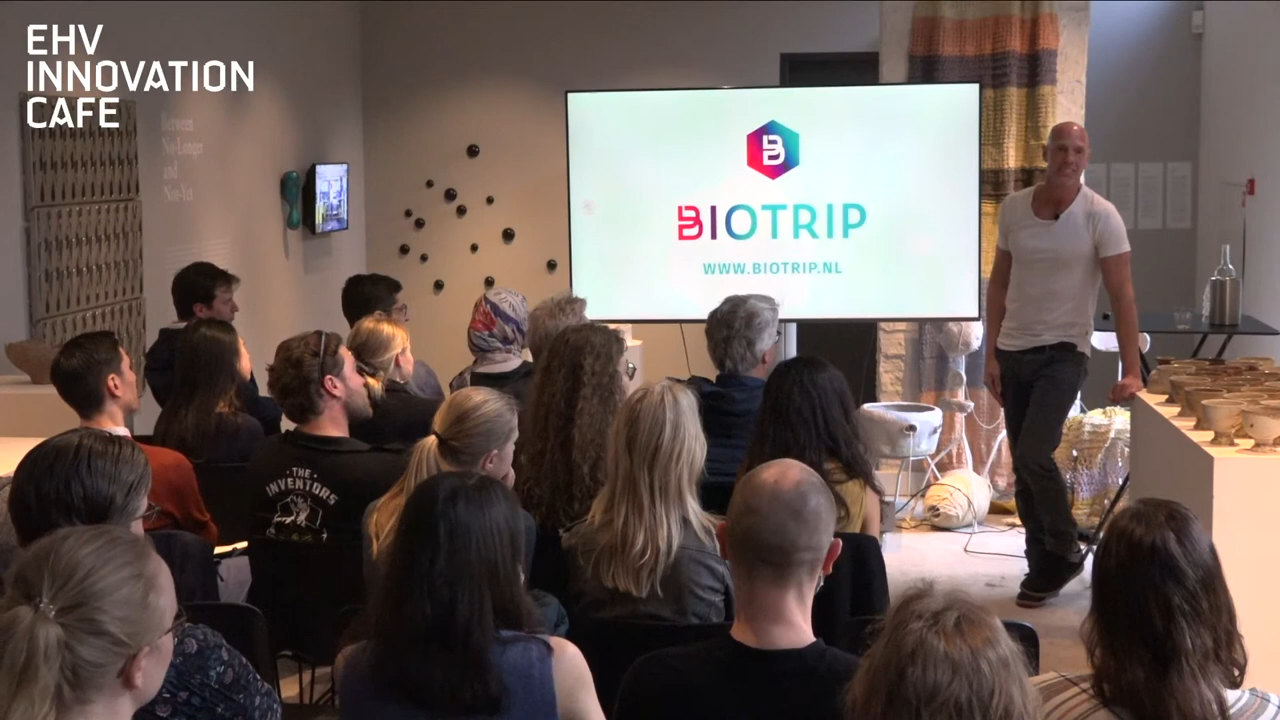 EHV
INNOVATION
CAFE
Between
No-Longer
and
Not-Yet
B
BIOTRIP
WWW.BIOTRIP.NL
THE
INVENTORS